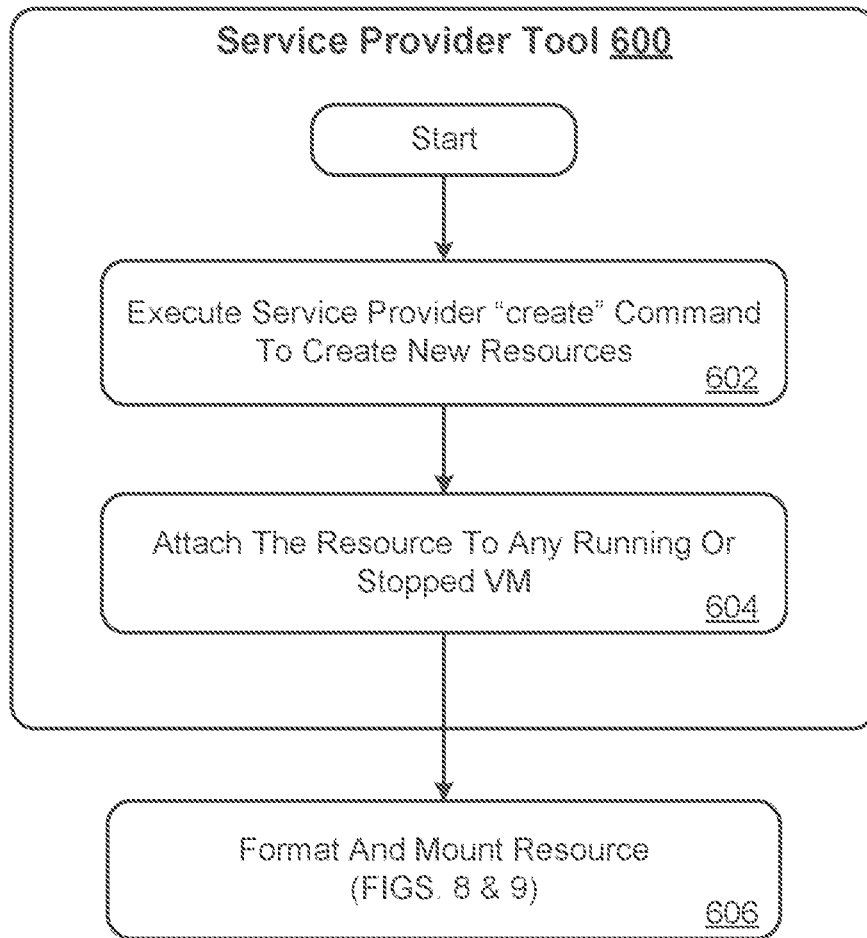 Service Provider Tool 600
Start
Execute Service Provider “create” Command
To Create New Resources
602
Attach The Resource To Any Running Or
Stopped VM
604
Format And Mount Resource
(FIGS. 8 & 9)
606